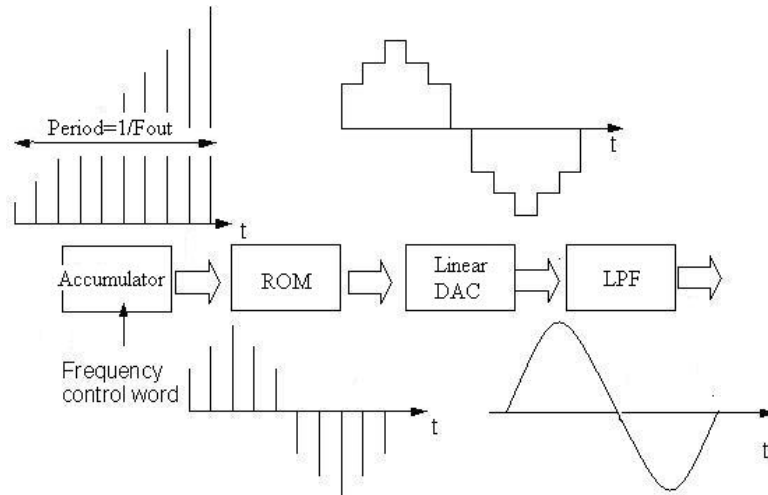 Period=1/Fout
t
t
Accumulator
ROM
Linear
DAC
LPF
Frequency
control word
t
t